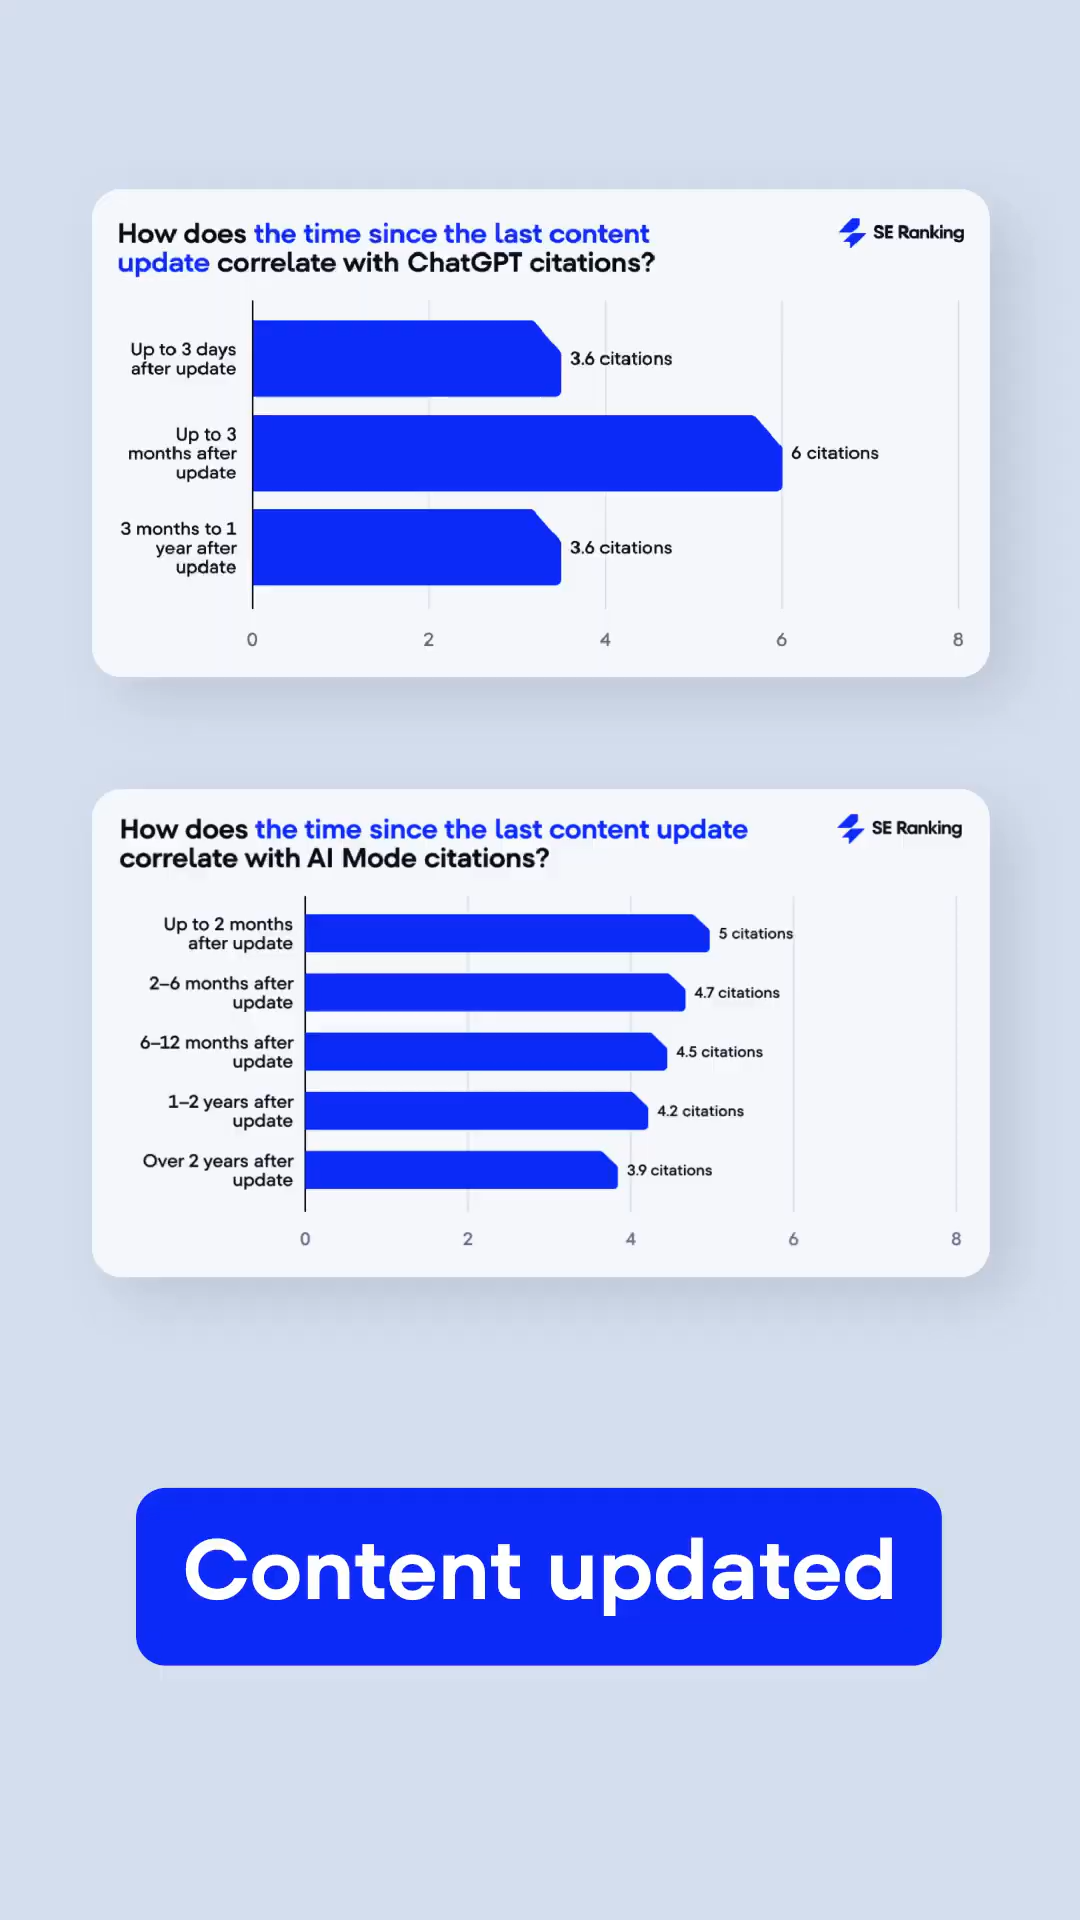 How does the time since the last content
update correlate with ChatGPT citations?
SE Ranking
Up to 3 days
after update
3.6 citations
Up to 3
months after
update
6 citations
3 months to 1
year after
update
3.6 citations
0 2 4 6 8
How does the time since the last content update
correlate with AI Mode citations?
SE Ranking
Up to 2 months
after update
5 citations
2–6 months after
update
4.7 citations
6–12 months after
update
4.5 citations
1–2 years after
update
4.2 citations
Over 2 years after
update
3.9 citations
0 2 4 6 8
Content updated